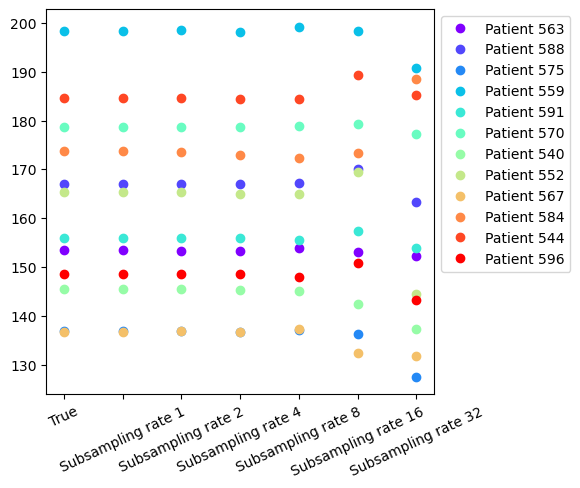 200
190
180
170
160
150
140
130
True
Subsampling rate 1
Subsampling rate 2
Subsampling rate 4
Subsampling rate 8
Subsampling rate 16
Subsampling rate 32
Patient 563
Patient 588
Patient 575
Patient 559
Patient 591
Patient 570
Patient 540
Patient 552
Patient 567
Patient 584
Patient 544
Patient 596